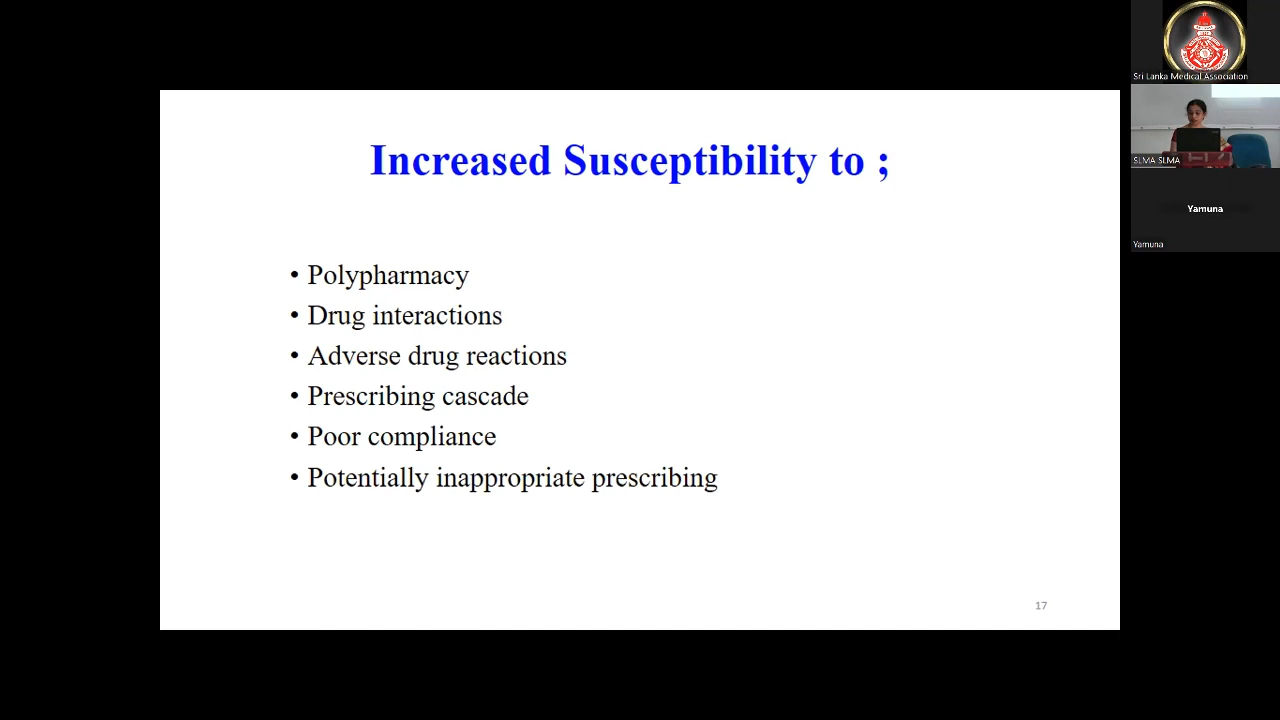 Increased Susceptibility to ;
• Polypharmacy
• Drug interactions
• Adverse drug reactions
• Prescribing cascade
• Poor compliance
• Potentially inappropriate prescribing
17
Sri Lanka Medical Association
SLMA SLMA
Yamuna
Yamuna